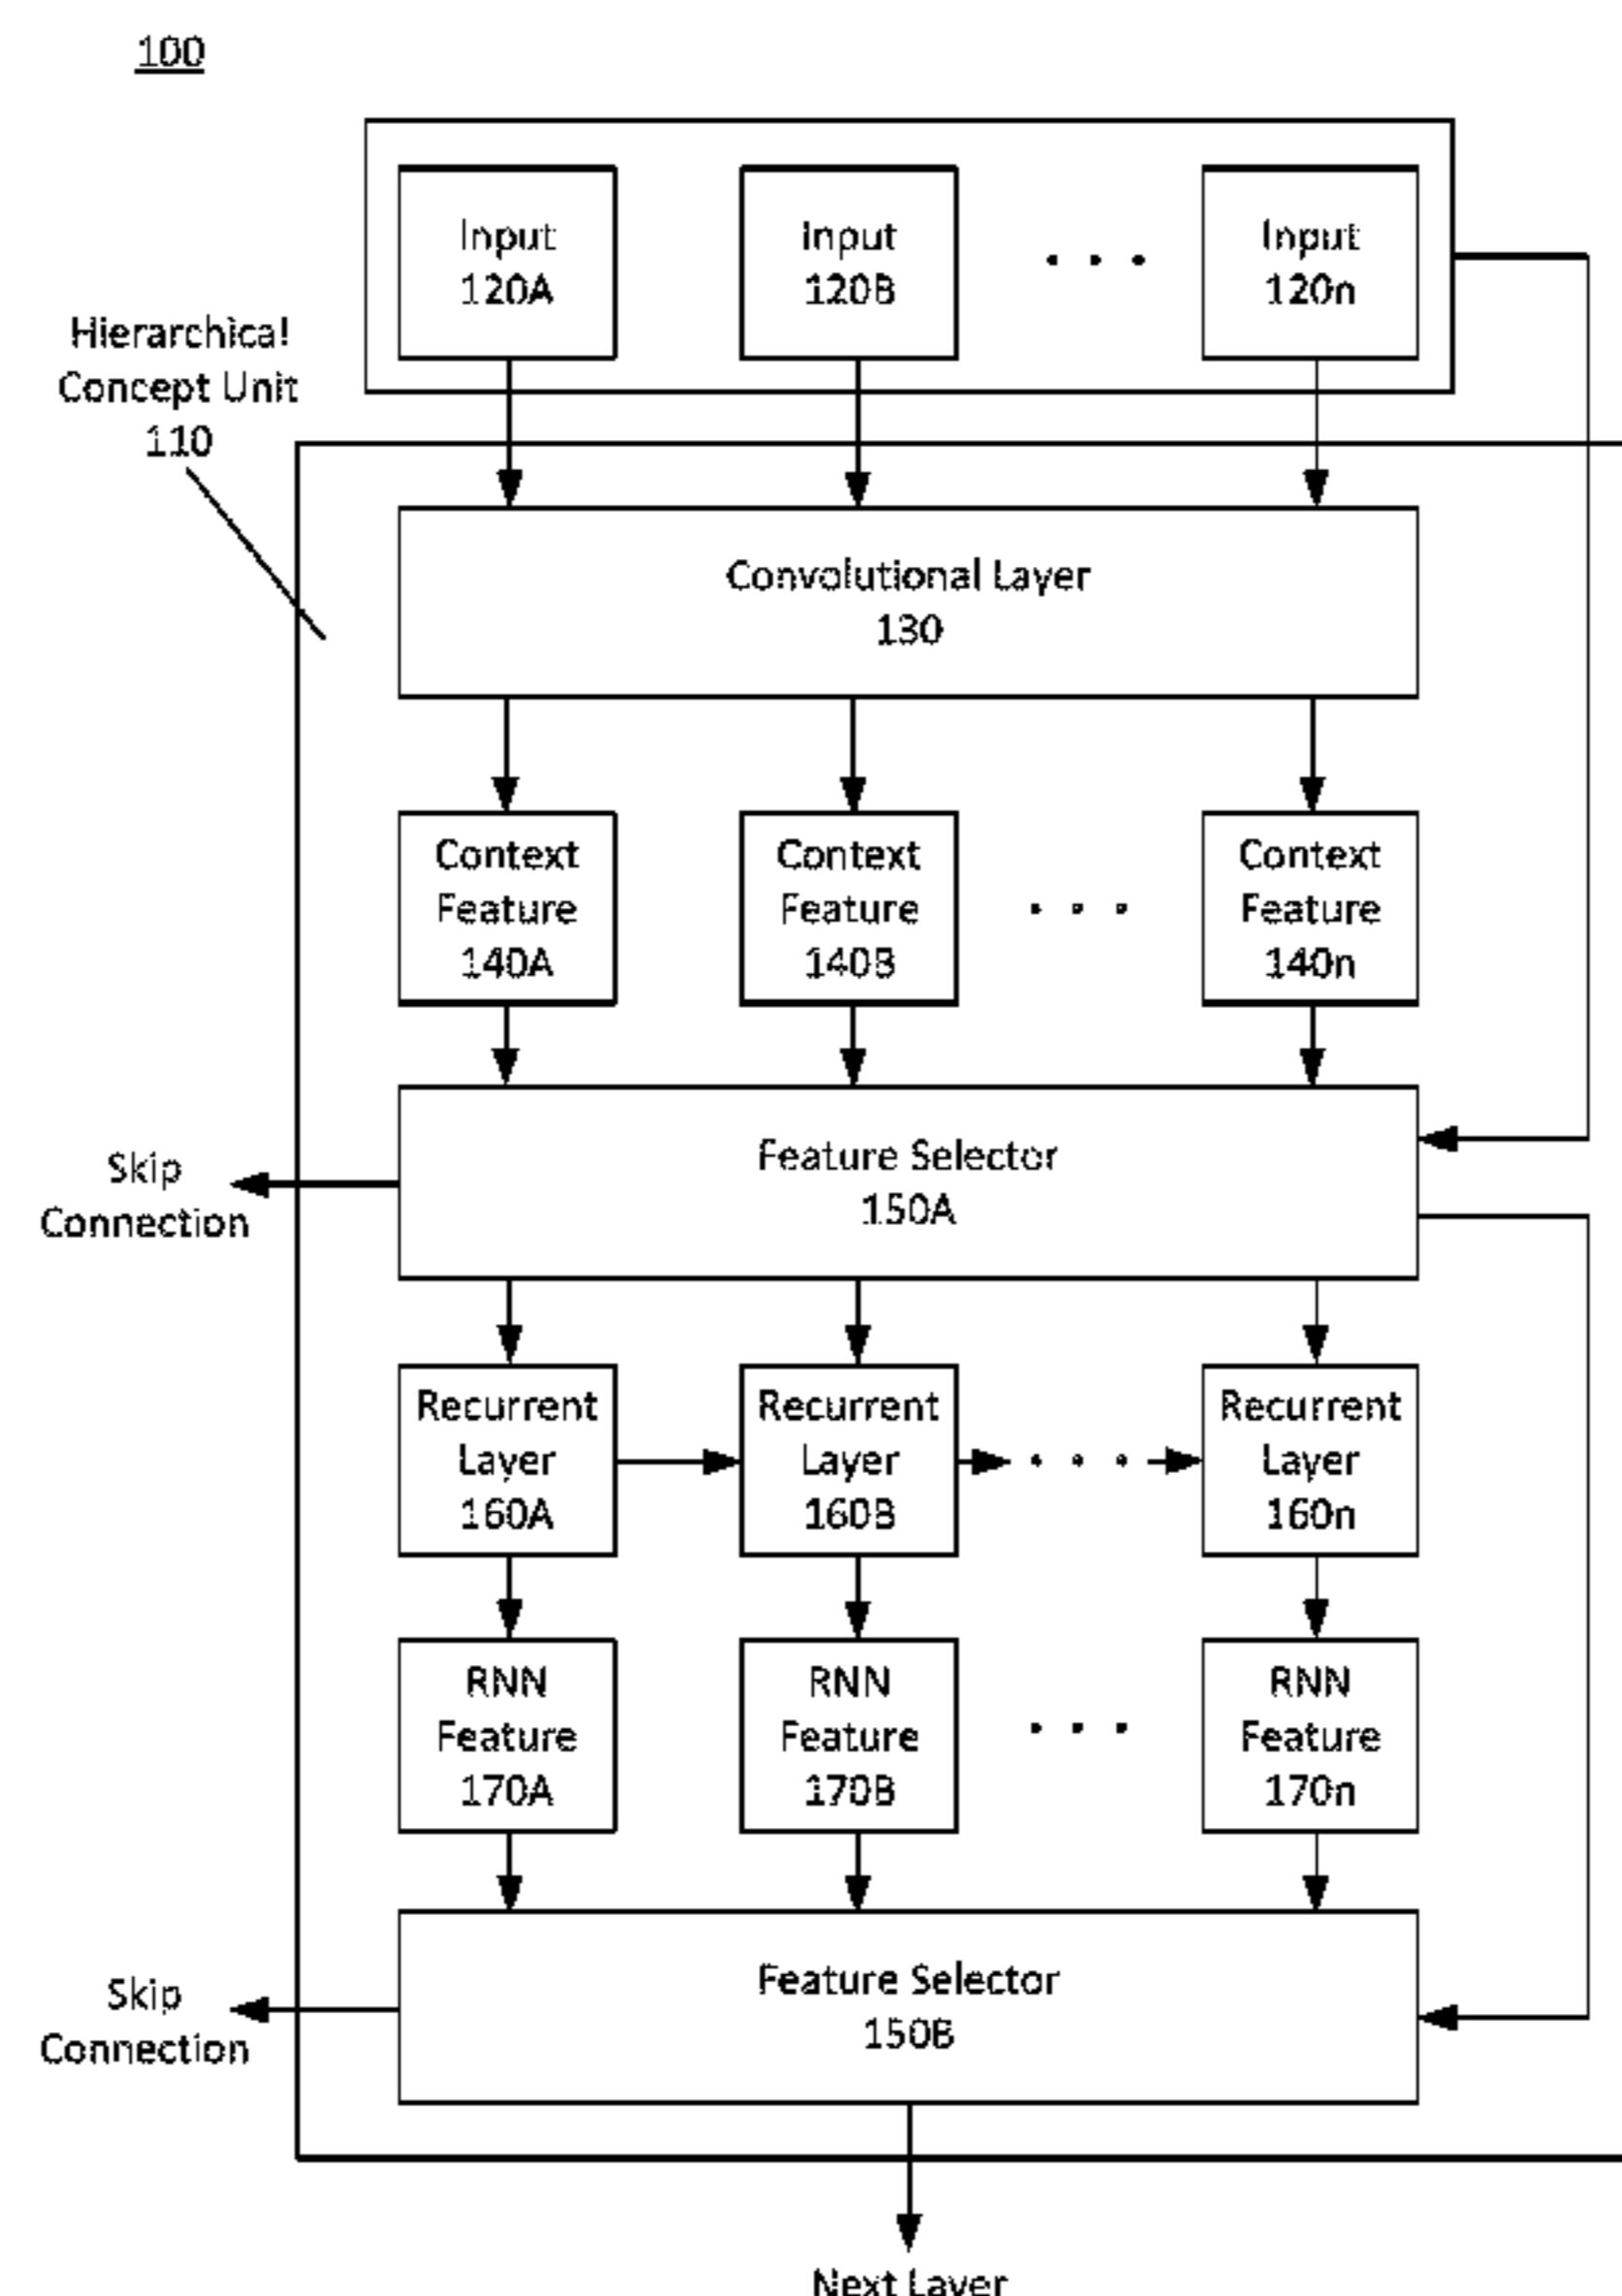 100
Input
120A
Input
120B
. . .
Input
120n
Hierarchical
Concept Unit
110
Convolutional Layer
130
Context
Feature
140A
Context
Feature
140B
. . .
Context
Feature
140n
Skip
Connection
Feature Selector
150A
Recurrent
Layer
160A
Recurrent
Layer
160B
. . .
Recurrent
Layer
160n
RNN
Feature
170A
RNN
Feature
170B
. . .
RNN
Feature
170n
Skip
Connection
Feature Selector
150B
Next Layer